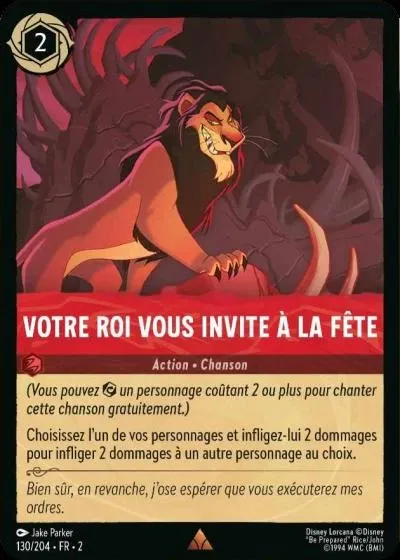 2
VOTRE ROI VOUS INVITE À LA FÊTE
Action • Chanson
(Vous pouvez un personnage coûtant 2 ou plus pour chanter
cette chanson gratuitement.)
Choisissez l'un de vos personnages et infligez-lui 2 dommages
pour infliger 2 dommages à un autre personnage au choix.
Bien sûr, en revanche, j'ose espérer que vous exécuterez mes
ordres.
Jake Parker
130/204 • FR • 2
Disney Lorcana ©Disney
"Be Prepared" Rice/John
©1994 WMC (BMI)